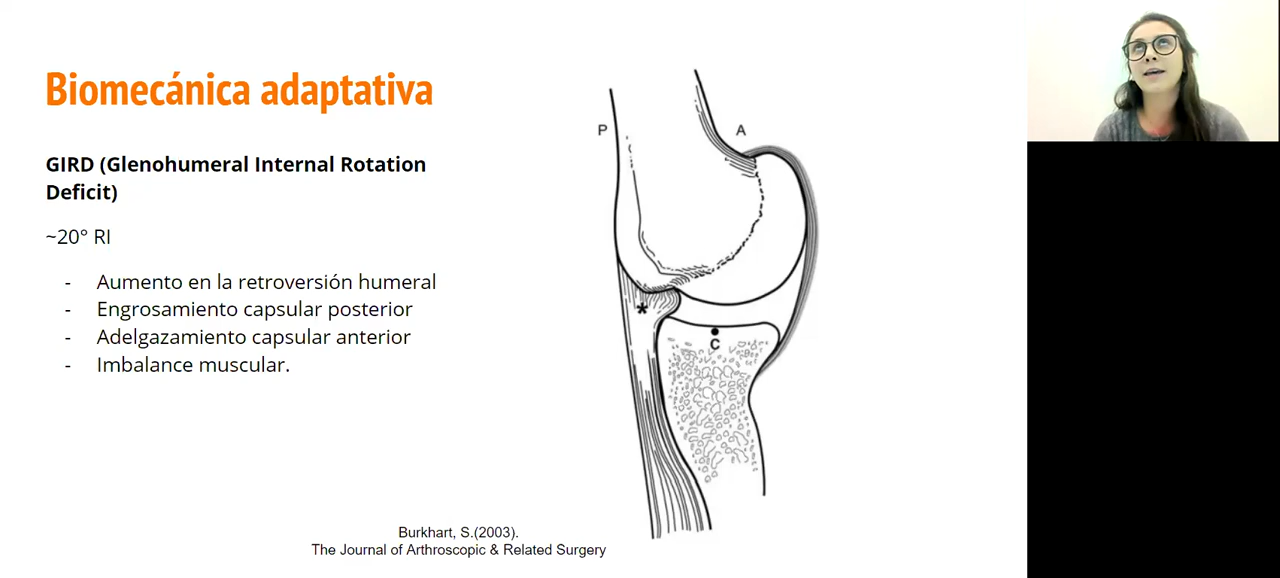 Biomecánica adaptativa
GIRD (Glenohumeral Internal Rotation
Deficit)
~20° RI
- Aumento en la retroversión humeral
- Engrosamiento capsular posterior
- Adelgazamiento capsular anterior
- Imbalance muscular.
P
A
*
C
Burkhart, S.(2003).
The Journal of Arthroscopic & Related Surgery